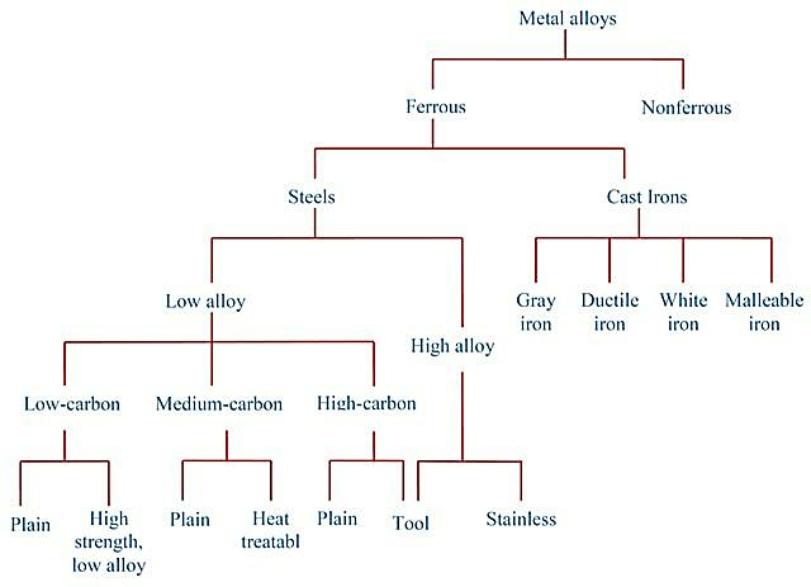 Metal alloys
Ferrous
Nonferrous
Steels
Cast Irons
Low alloy
Gray
iron
Ductile
iron
White
iron
Malleable
iron
High alloy
Low-carbon
Medium-carbon
High-carbon
Plain
High
strength,
low alloy
Plain
Heat
treatabl
Plain
Tool
Stainless